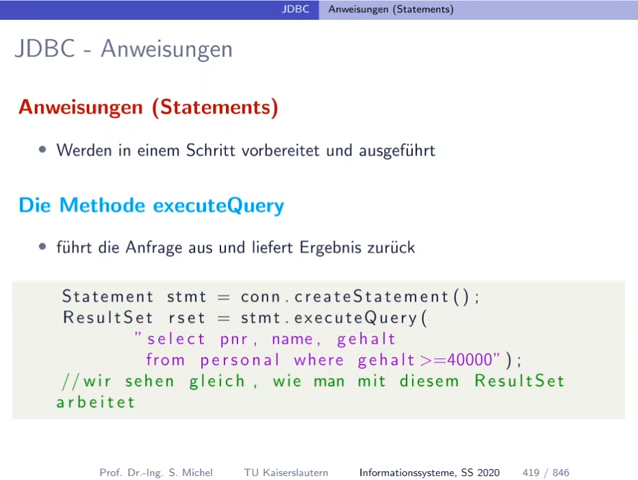 JDBC Anweisungen (Statements)
JDBC - Anweisungen
Anweisungen (Statements)
• Werden in einem Schritt vorbereitet und ausgeführt
Die Methode executeQuery
• führt die Anfrage aus und liefert Ergebnis zurück
Statement stmt = conn.createStatement();
ResultSet rset = stmt.executeQuery(
"select pnr, name, gehalt
from personal where gehalt >=40000");
//wir sehen gleich, wie man mit diesem ResultSet
arbeitet
Prof. Dr.-Ing. S. Michel TU Kaiserslautern Informationssysteme, SS 2020 419 / 846